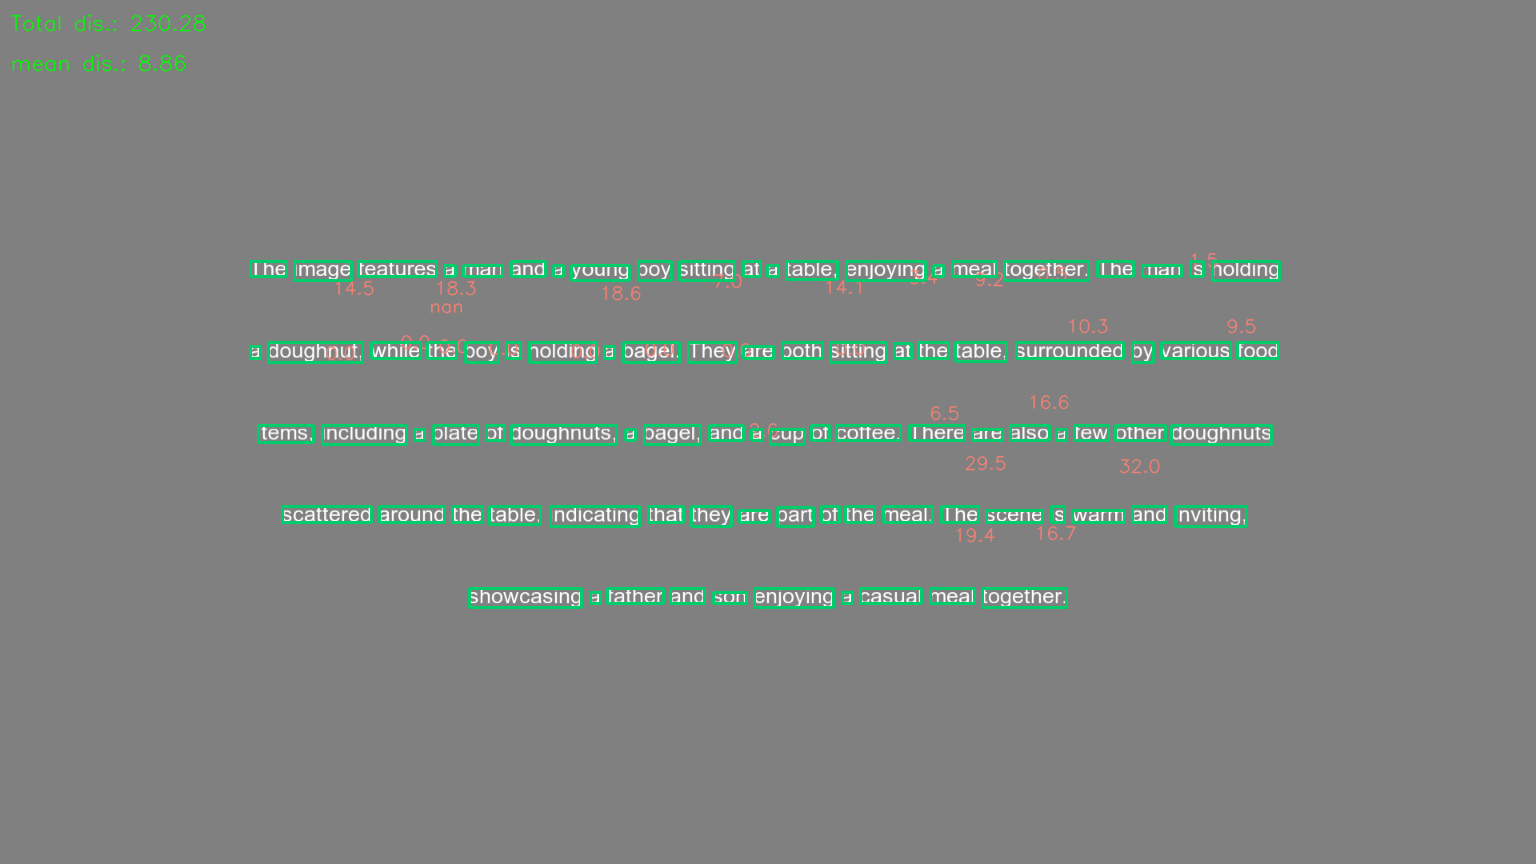 Total dis.: 230.28
mean dis.: 8.86
The image features a man and a young boy sitting at a table, enjoying a meal together. The man is holding
1.5
14.5 18.3 18.6 7.0 14.1 9.2
nan
10.3 9.5
a doughnut, while the boy is holding a bagel. They are both sitting at the table, surrounded by various food
6.5 16.6
items, including a plate of doughnuts, a bagel, and a cup of coffee. There are also a few other doughnuts
29.5 32.0
scattered around the table, indicating that they are part of the meal. The scene is warm and inviting,
19.4 16.7
showcasing a father and son enjoying a casual meal together.